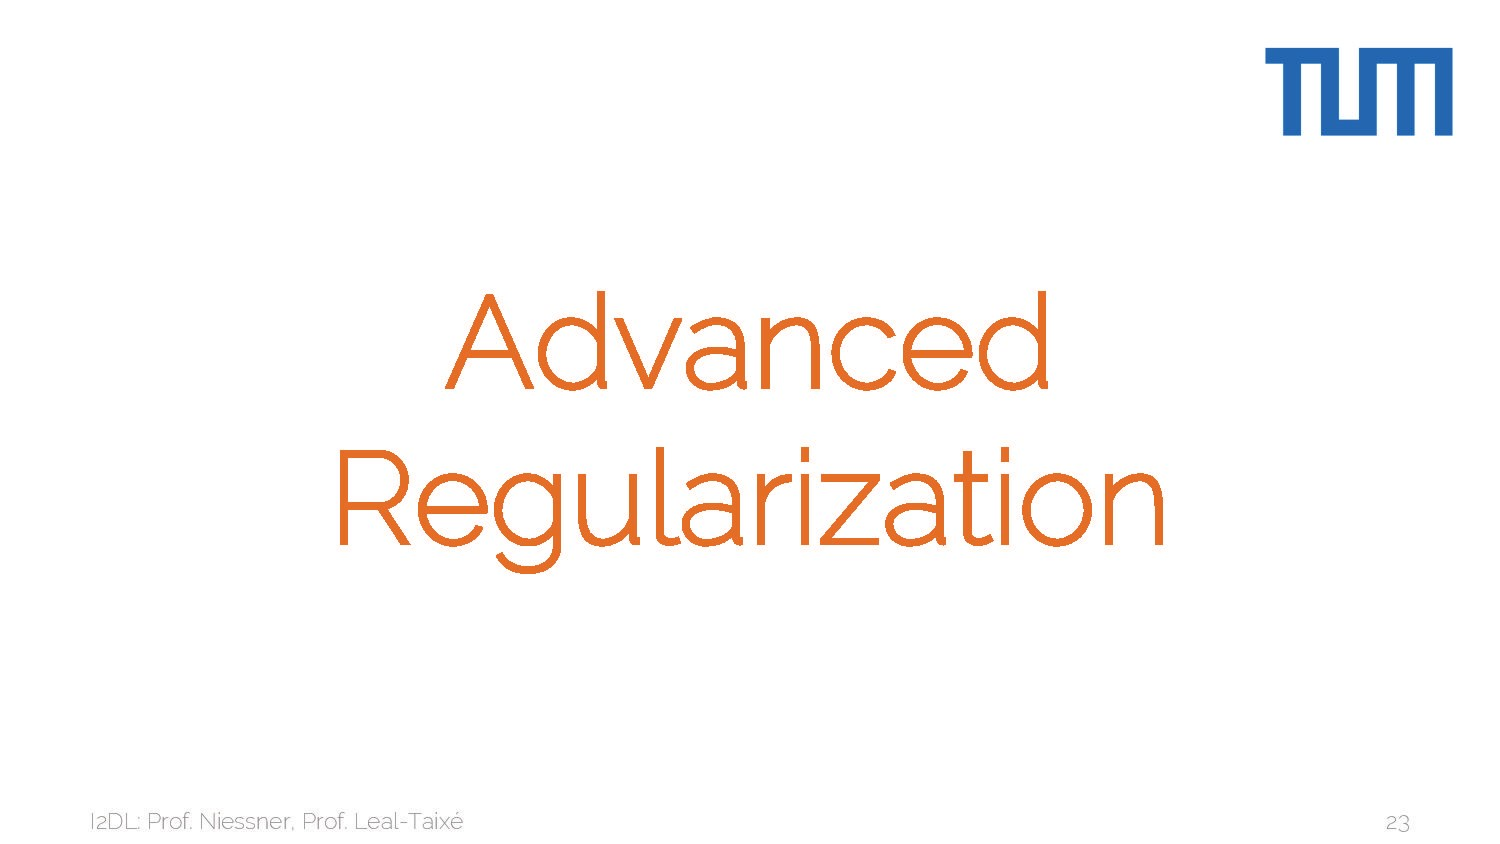 TUM
Advanced
Regularization
I2DL: Prof. Niessner, Prof. Leal-Taixé
23